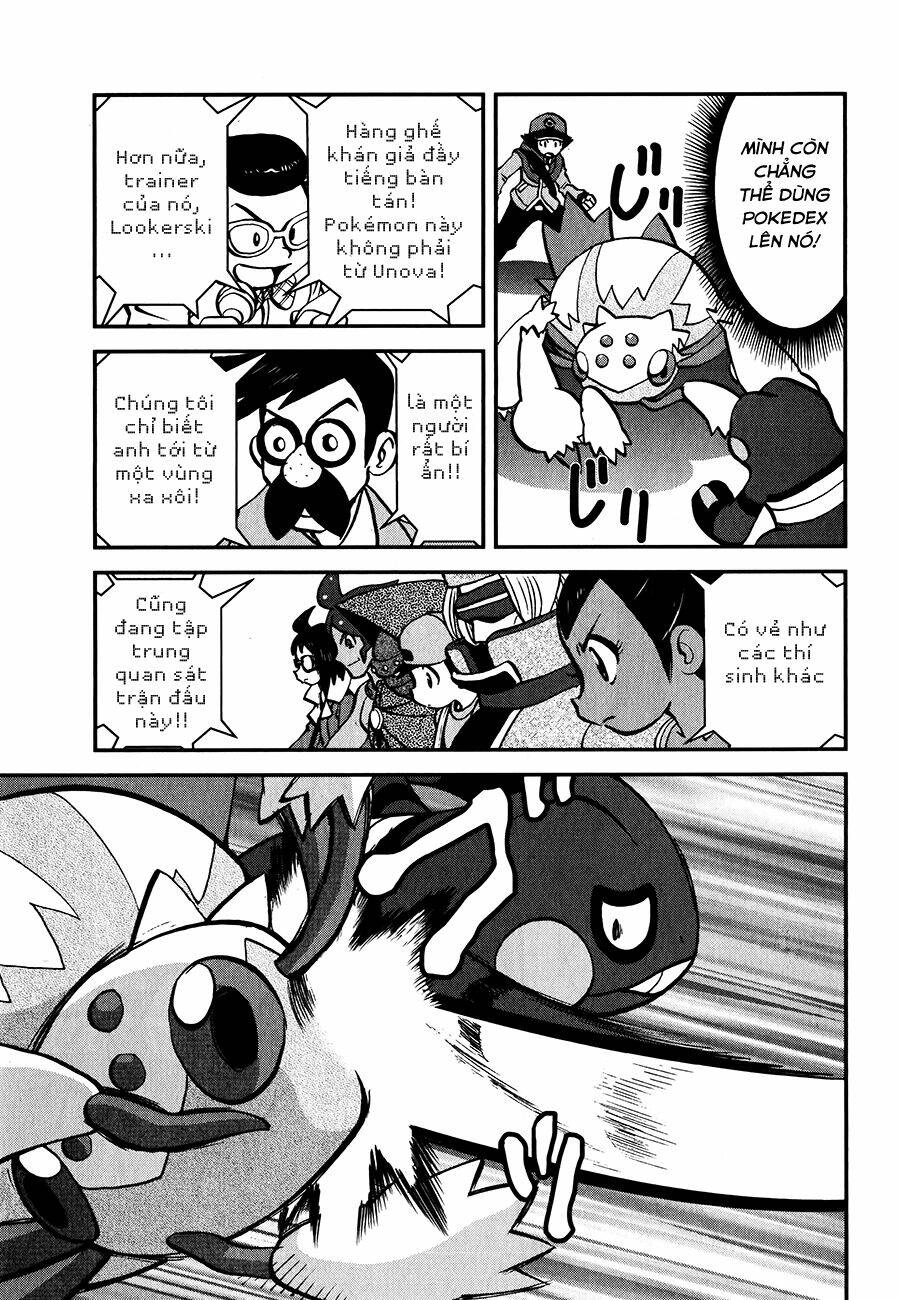 MÌNH CÒN
CHẲNG
THỂ DÙNG
POKEDEX
LÊN NÓ!
じり
じじ
Hàng ghế
khán giả đầy
tiếng bàn
tán!
Pokémon này
không phải
từ Unova!
Hơn nữa,
trainer
của nó,
Lookerski
...
là một
người
rất bí
ẩn!!
Chúng tôi
chỉ biết
anh tới từ
một vùng
xa xôi!
Có vẻ như
các thí
sinh khác
Cũng
đang tập
trung
quan sát
trận đấu
này!!